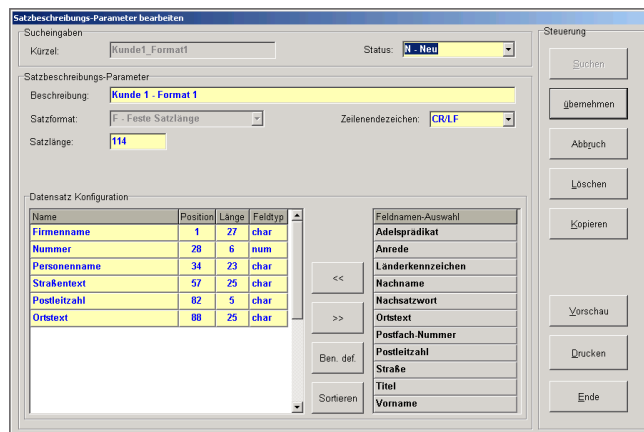 Satzbeschreibungs-Parameter bearbeiten
Sucheingaben
Kürzel: Kunde1_Format1 Status: N - Neu
Satzbeschreibungs-Parameter
Beschreibung: Kunde 1 - Format 1
Satzformat: F - Feste Satzlänge Zeilenendezeichen: CR/LF
Satzlänge: 114
Datensatz Konfiguration
Name Position Länge Feldtyp
Firmenname 1 27 char
Nummer 28 6 num
Personenname 34 23 char
Straßentext 57 25 char
Postleitzahl 82 5 char
Ortstext 88 25 char
<<
>>
Ben. def.
Sortieren
Feldnamen-Auswahl
Adelsprädikat
Anrede
Länderkennzeichen
Nachname
Nachsatzwort
Ortstext
Postfach-Nummer
Postleitzahl
Straße
Titel
Vorname
Steuerung
Suchen
übernehmen
Abbruch
Löschen
Kopieren
Vorschau
Drucken
Ende